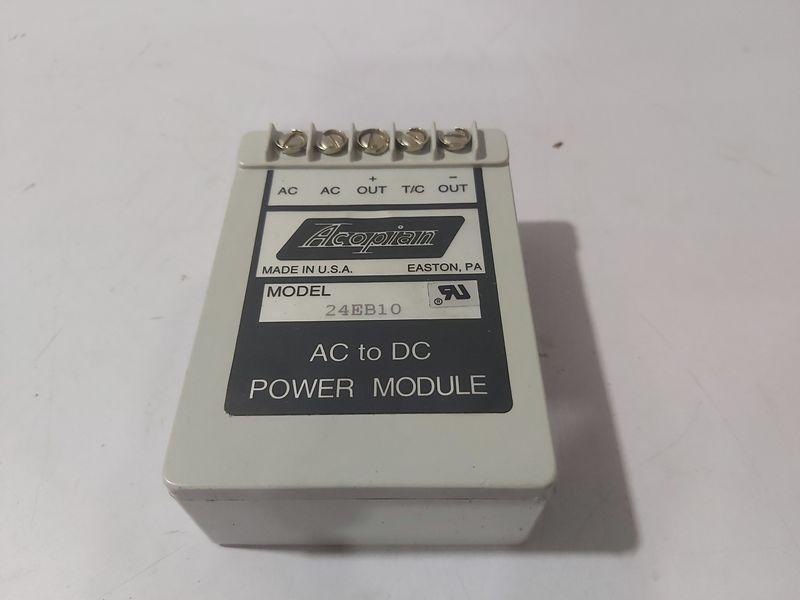 + −
AC AC OUT T/C OUT
Acopian
MADE IN U.S.A. EASTON, PA
MODEL
24EB10
AC to DC
POWER MODULE